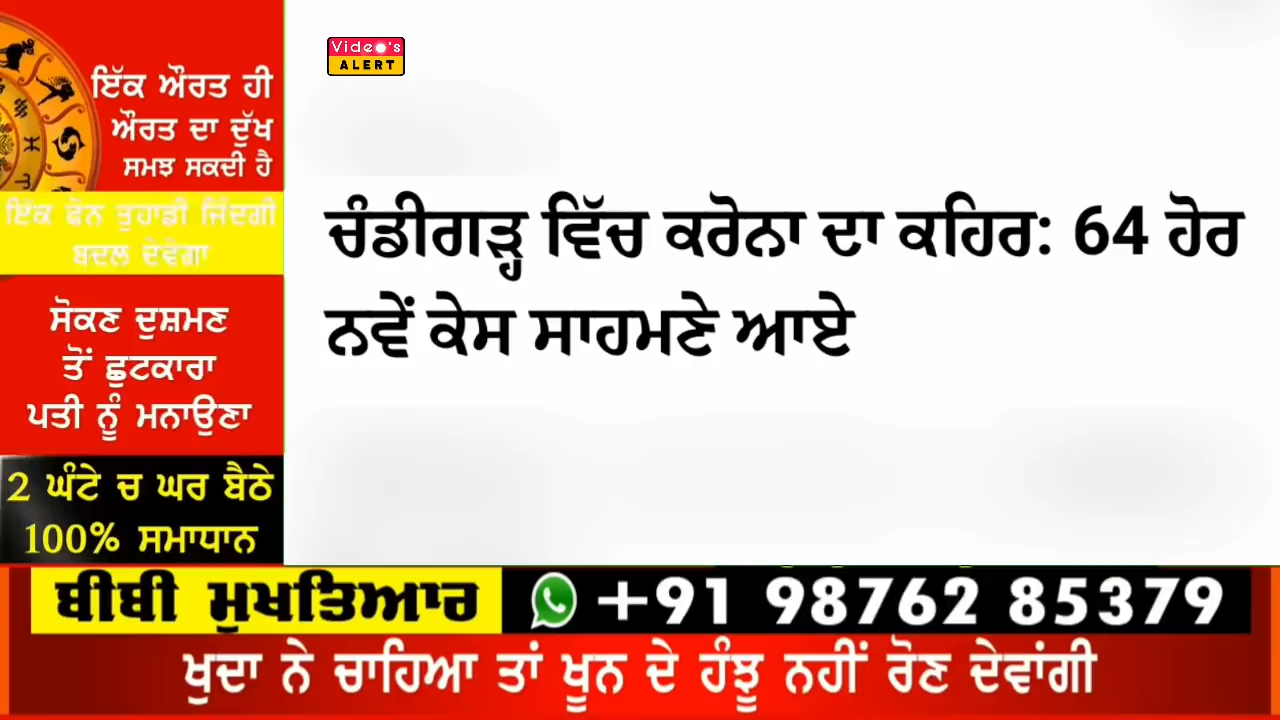 Video's
ALERT
ਇੱਕ ਔਰਤ ਹੀ
ਔਰਤ ਦਾ ਦੁੱਖ
ਸਮਝ ਸਕਦੀ ਹੈ
ਇੱਕ ਫੋਨ ਤੁਹਾਡੀ ਜਿੰਦਗੀ
ਬਦਲ ਦੇਵੇਗਾ
ਸੋਕਣ ਦੁਸ਼ਮਣ
ਤੋਂ ਛੁਟਕਾਰਾ
ਪਤੀ ਨੂੰ ਮਨਾਉਣਾ
2 ਘੰਟੇ ਚ ਘਰ ਬੈਠੇ
100% ਸਮਾਧਾਨ
ਚੰਡੀਗੜ੍ਹ ਵਿੱਚ ਕਰੋਨਾ ਦਾ ਕਹਿਰ: 64 ਹੋਰ
ਨਵੇਂ ਕੇਸ ਸਾਹਮਣੇ ਆਏ
ਬੀਬੀ ਮੁਖਤਿਆਰ +91 98762 85379
ਖੁਦਾ ਨੇ ਚਾਹਿਆ ਤਾਂ ਖੂਨ ਦੇ ਹੰਝੂ ਨਹੀਂ ਰੋਣ ਦੇਵਾਂਗੀ